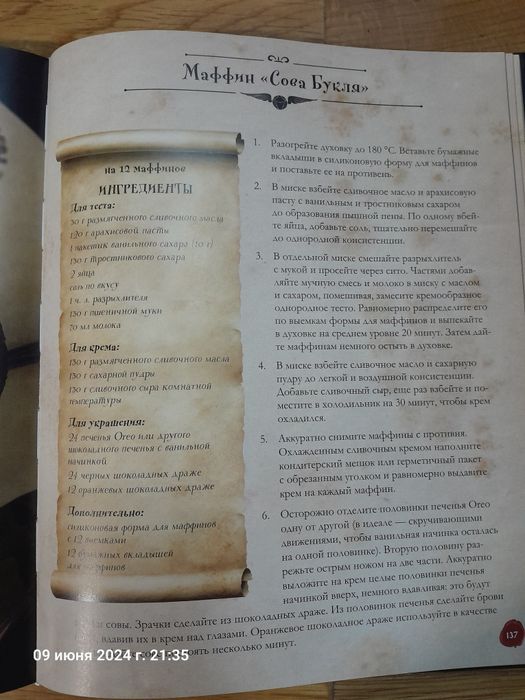 Маффин «Сова Букля»
на 12 маффинов
ИНГРЕДИЕНТЫ
Для теста:
50 г размягченного сливочного масла
120 г арахисовой пасты
1 пакетик ванильного сахара (10 г)
130 г тростникового сахара
2 яйца
соль по вкусу
1 ч. л. разрыхлителя
130 г пшеничной муки
70 мл молока
Для крема:
130 г размягченного сливочного масла
130 г сахарной пудры
130 г сливочного сыра комнатной
температуры
Для украшения:
24 печенья Oreo или другого
шоколадного печенья с ванильной
начинкой
24 черных шоколадных драже
12 оранжевых шоколадных драже
Дополнительно:
силиконовая форма для маффинов
с 12 выемками
12 бумажных вкладышей
для маффинов
1. Разогрейте духовку до 180 °C. Вставьте бумажные
вкладыши в силиконовую форму для маффинов
и поставьте ее на противень.
2. В миске взбейте сливочное масло и арахисовую
пасту с ванильным и тростниковым сахаром
до образования пышной пены. По одному вбей-
те яйца, добавьте соль, тщательно перемешайте
до однородной консистенции.
3. В отдельной миске смешайте разрыхлитель
с мукой и просейте через сито. Частями добав-
ляйте мучную смесь и молоко в миску с маслом
и сахаром, помешивая, замесите кремообразное
однородное тесто. Равномерно распределите его
по выемкам формы для маффинов и выпекайте
в духовке на среднем уровне 20 минут. Затем дай-
те маффинам немного остыть в духовке.
4. В миске взбейте сливочное масло и сахарную
пудру до легкой и воздушной консистенции.
Добавьте сливочный сыр, еще раз взбейте и по-
местите в холодильник на 30 минут, чтобы крем
охладился.
5. Аккуратно снимите маффины с противня.
Охлажденным сливочным кремом наполните
кондитерский мешок или герметичный пакет
с обрезанным уголком и равномерно выдавите
крем на каждый маффин.
6. Осторожно отделите половинки печенья Oreo
одну от другой (в идеале — скручивающими
движениями, чтобы ванильная начинка осталась
на одной половинке). Вторую половину раз-
режьте острым ножом на две части. Аккуратно
выложите на крем целые половинки печенья
начинкой вверх, немного вдавив: это будут
совы. Зрачки сделайте из шоколадных драже. Из половинок печенья сделайте брови
вдавив их в крем над глазами. Оранжевое шоколадное драже используйте в качестве
несколько минут.
137
09 июня 2024 г. 21:35